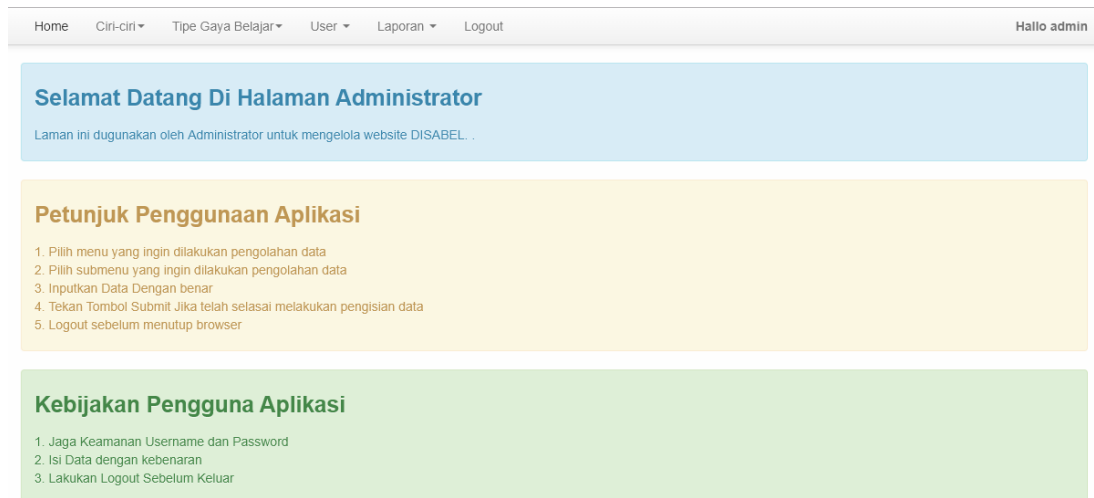 Home Ciri-ciri Tipe Gaya Belajar User Laporan Logout Hallo admin
Selamat Datang Di Halaman Administrator
Laman ini dugunakan oleh Administrator untuk mengelola website DISABEL. .
Petunjuk Penggunaan Aplikasi
1. Pilih menu yang ingin dilakukan pengolahan data
2. Pilih submenu yang ingin dilakukan pengolahan data
3. Inputkan Data Dengan benar
4. Tekan Tombol Submit Jika telah selasai melakukan pengisian data
5. Logout sebelum menutup browser
Kebijakan Pengguna Aplikasi
1. Jaga Keamanan Username dan Password
2. Isi Data dengan kebenaran
3. Lakukan Logout Sebelum Keluar